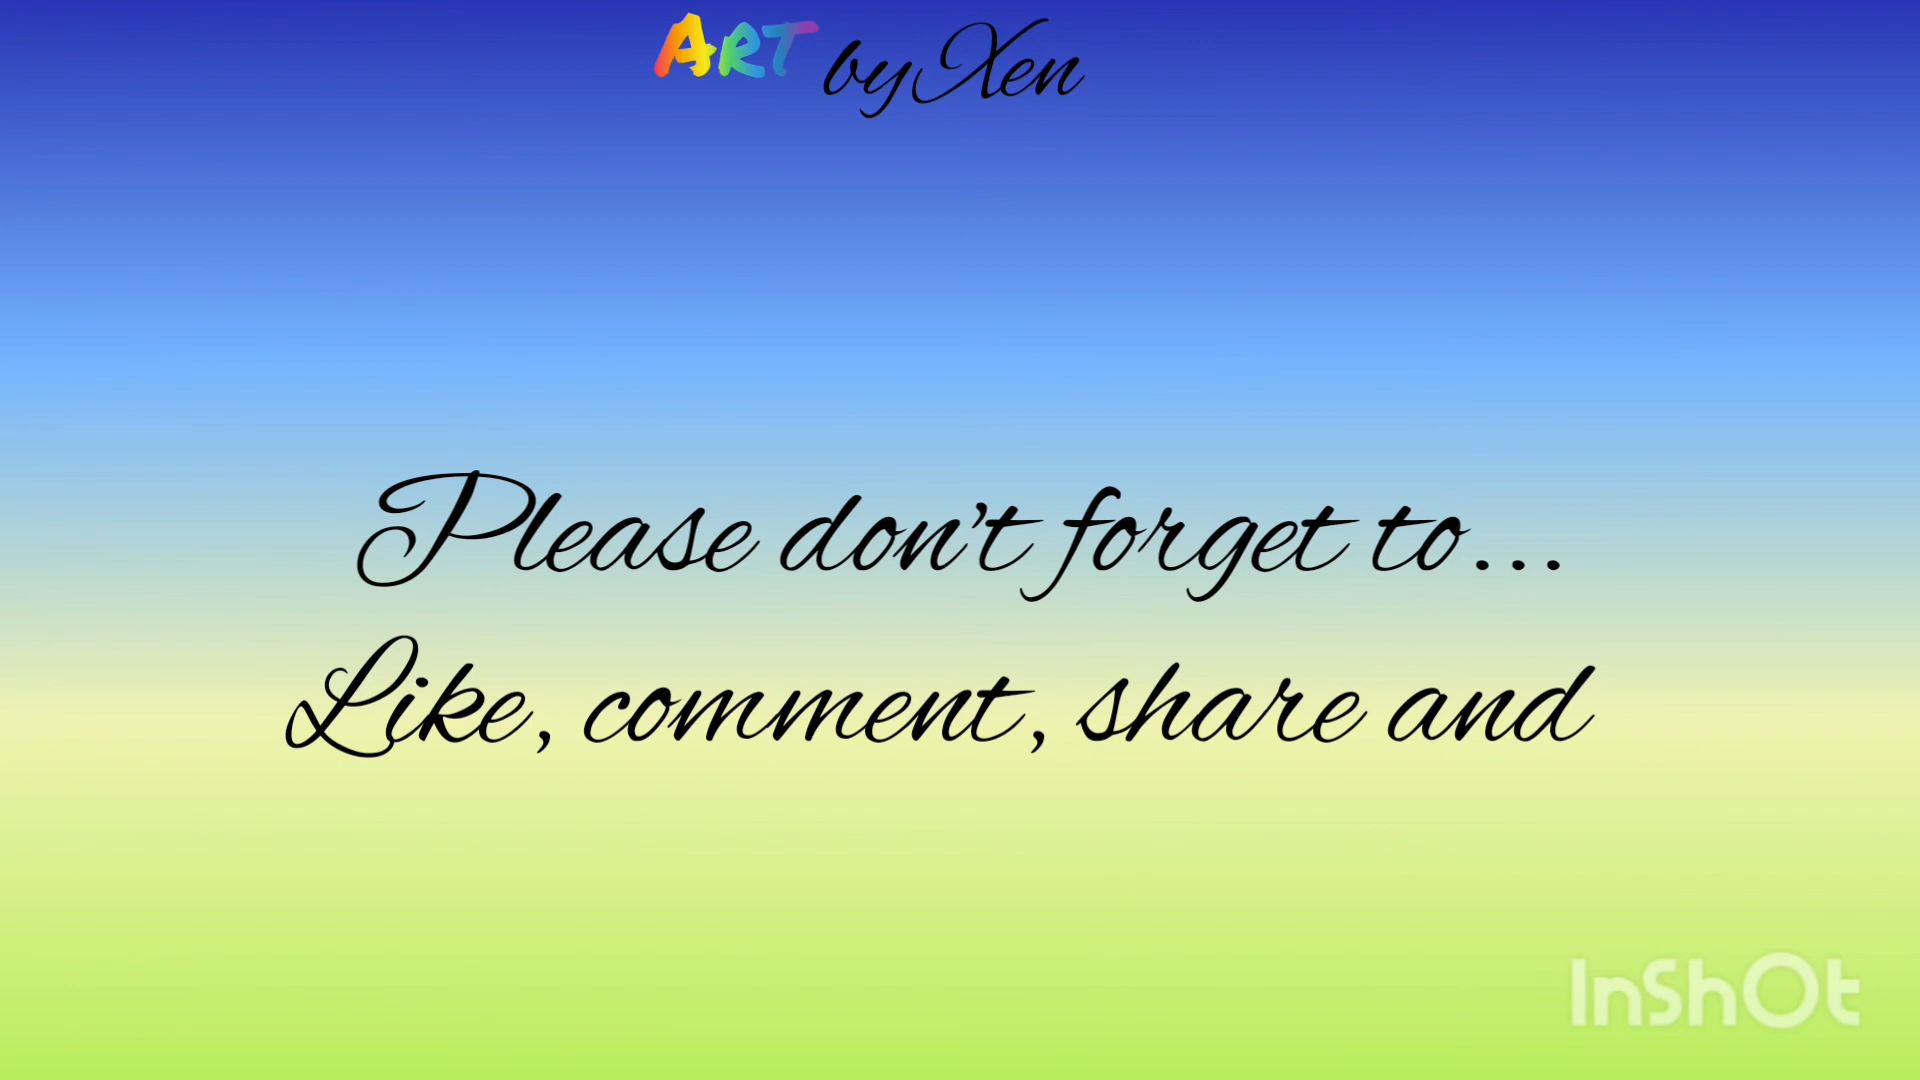 ART by Xen
Please don't forget to...
Like, comment, share and
InShOt